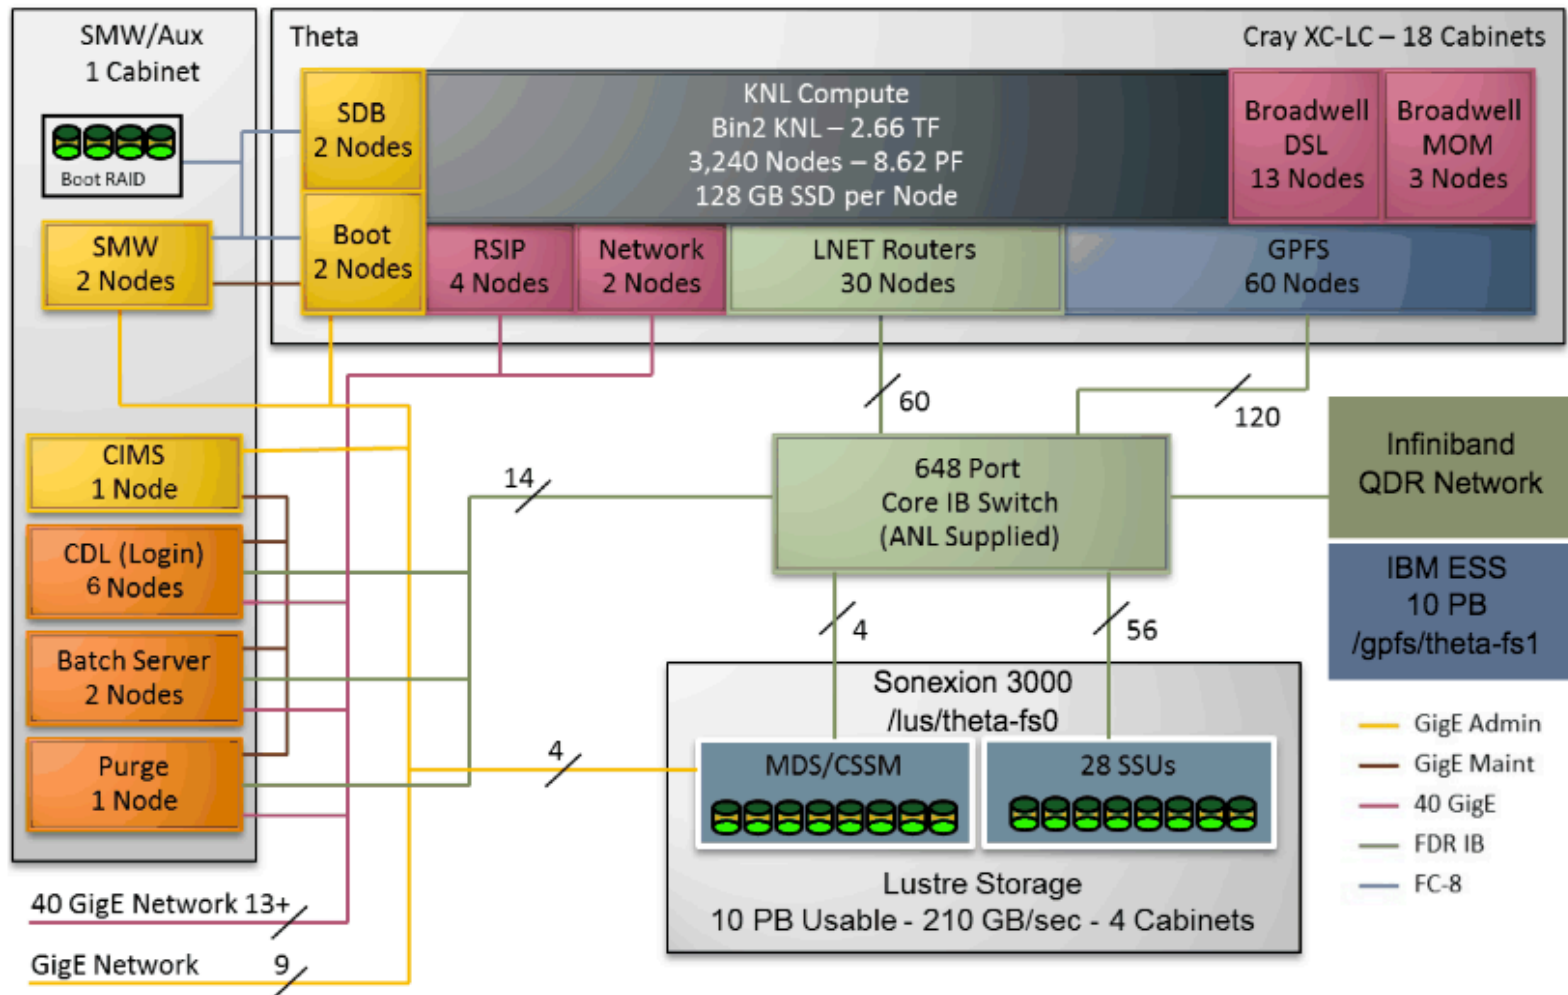 SMW/Aux
1 Cabinet
Boot RAID
SMW
2 Nodes
CIMS
1 Node
CDL (Login)
6 Nodes
Batch Server
2 Nodes
Purge
1 Node
40 GigE Network 13+
GigE Network 9
Theta
Cray XC-LC – 18 Cabinets
SDB
2 Nodes
Boot
2 Nodes
KNL Compute
Bin2 KNL – 2.66 TF
3,240 Nodes – 8.62 PF
128 GB SSD per Node
Broadwell
DSL
13 Nodes
Broadwell
MOM
3 Nodes
RSIP
4 Nodes
Network
2 Nodes
LNET Routers
30 Nodes
GPFS
60 Nodes
60
120
14
648 Port
Core IB Switch
(ANL Supplied)
Infiniband
QDR Network
IBM ESS
10 PB
/gpfs/theta-fs1
4
56
4
Sonexion 3000
/lus/theta-fs0
MDS/CSSM
28 SSUs
Lustre Storage
10 PB Usable - 210 GB/sec - 4 Cabinets
GigE Admin
GigE Maint
40 GigE
FDR IB
FC-8